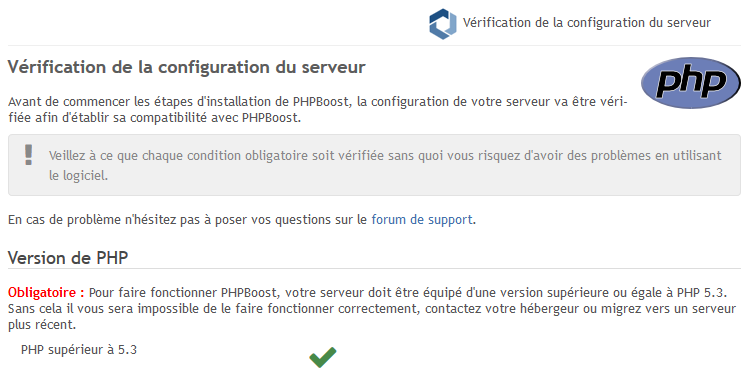 Vérification de la configuration du serveur
Vérification de la configuration du serveur
php
Avant de commencer les étapes d'installation de PHPBoost, la configuration de votre serveur va être véri-
fiée afin d'établir sa compatibilité avec PHPBoost.
! Veillez à ce que chaque condition obligatoire soit vérifiée sans quoi vous risquez d'avoir des problèmes en utilisant
le logiciel.
En cas de problème n'hésitez pas à poser vos questions sur le forum de support.
Version de PHP
Obligatoire : Pour faire fonctionner PHPBoost, votre serveur doit être équipé d'une version supérieure ou égale à PHP 5.3.
Sans cela il vous sera impossible de le faire fonctionner correctement, contactez votre hébergeur ou migrez vers un serveur
plus récent.
PHP supérieur à 5.3